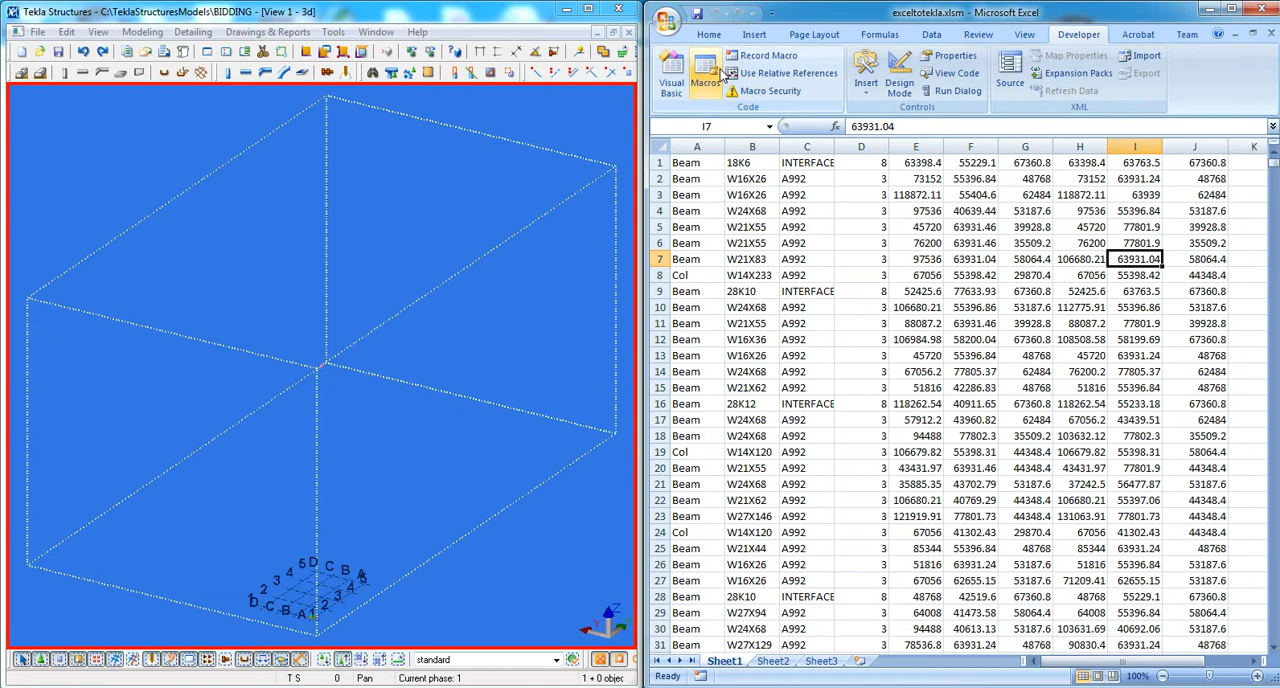 Tekla Structures - C:\TeklaStructuresModels\BIDDING - [View 1 - 3d]
File Edit View Modeling Detailing Drawings & Reports Tools Window Help
5 D C B A
4 5
3 4
2 3
1 2
D C B A 1
Z
standard
T S 0 Pan Current phase: 1 1 + 0 objec
exceltotekla.xlsm - Microsoft Excel
Home Insert Page Layout Formulas Data Review View Developer Acrobat Team
Visual Basic
Macros
Record Macro
Use Relative References
Macro Security
Code
Insert
Design Mode
Properties
View Code
Run Dialog
Controls
Source
Map Properties
Expansion Packs
Refresh Data
Import
Export
XML
I7 fx 63931.04
A B C D E F G H I J K
1 Beam 18K6 INTERFACE 8 63398.4 55229.1 67360.8 63398.4 63763.5 67360.8
2 Beam W16X26 A992 3 73152 55396.84 48768 73152 63931.24 48768
3 Beam W16X26 A992 3 118872.11 55404.6 62484 118872.11 63939 62484
4 Beam W24X68 A992 3 97536 40639.44 53187.6 97536 55396.84 53187.6
5 Beam W21X55 A992 3 45720 63931.46 39928.8 45720 77801.9 39928.8
6 Beam W21X55 A992 3 76200 63931.46 35509.2 76200 77801.9 35509.2
7 Beam W21X83 A992 3 97536 63931.04 58064.4 106680.21 63931.04 58064.4
8 Col W14X233 A992 3 67056 55398.42 29870.4 67056 55398.42 44348.4
9 Beam 28K10 INTERFACE 8 52425.6 77633.93 67360.8 52425.6 63763.5 67360.8
10 Beam W24X68 A992 3 106680.21 55396.86 53187.6 112775.91 55396.86 53187.6
11 Beam W21X55 A992 3 88087.2 63931.46 39928.8 88087.2 77801.9 39928.8
12 Beam W16X36 A992 3 106984.98 58200.04 67360.8 108508.58 58199.69 67360.8
13 Beam W16X26 A992 3 45720 55396.84 48768 45720 63931.24 48768
14 Beam W24X68 A992 3 67056.2 77805.37 62484 76200.2 77805.37 62484
15 Beam W21X62 A992 3 51816 42286.83 48768 51816 55396.84 48768
16 Beam 28K12 INTERFACE 8 118262.54 40911.65 67360.8 118262.54 55233.18 67360.8
17 Beam W24X68 A992 3 57912.2 43960.82 62484 67056.2 43439.51 62484
18 Beam W24X68 A992 3 94488 77802.3 35509.2 103632.12 77802.3 35509.2
19 Col W14X120 A992 3 106679.82 55398.31 44348.4 106679.82 55398.31 58064.4
20 Beam W21X55 A992 3 43431.97 63931.46 44348.4 43431.97 77801.9 44348.4
21 Beam W24X68 A992 3 35885.35 43702.79 53187.6 37242.5 56477.87 53187.6
22 Beam W21X62 A992 3 106680.21 40769.29 44348.4 106680.21 55397.06 44348.4
23 Beam W27X146 A992 3 121919.91 77801.73 44348.4 131063.91 77801.73 44348.4
24 Col W14X120 A992 3 67056 41302.43 29870.4 67056 41302.43 44348.4
25 Beam W21X44 A992 3 85344 55396.84 48768 85344 63931.24 48768
26 Beam W16X26 A992 3 51816 63931.24 48768 51816 55396.84 48768
27 Beam W16X26 A992 3 67056 62655.15 53187.6 71209.41 62655.15 53187.6
28 Beam 28K10 INTERFACE 8 48768 42519.6 67360.8 48768 55229.1 67360.8
29 Beam W27X94 A992 3 64008 41473.58 58064.4 64008 55396.84 58064.4
30 Beam W24X68 A992 3 94488 40613.13 53187.6 103631.69 40692.06 53187.6
31 Beam W24X68 A992 3 78536.8 63931.24 44348.4 90830.4 63931.24 44348.4
Sheet1 Sheet2 Sheet3
Ready 100%